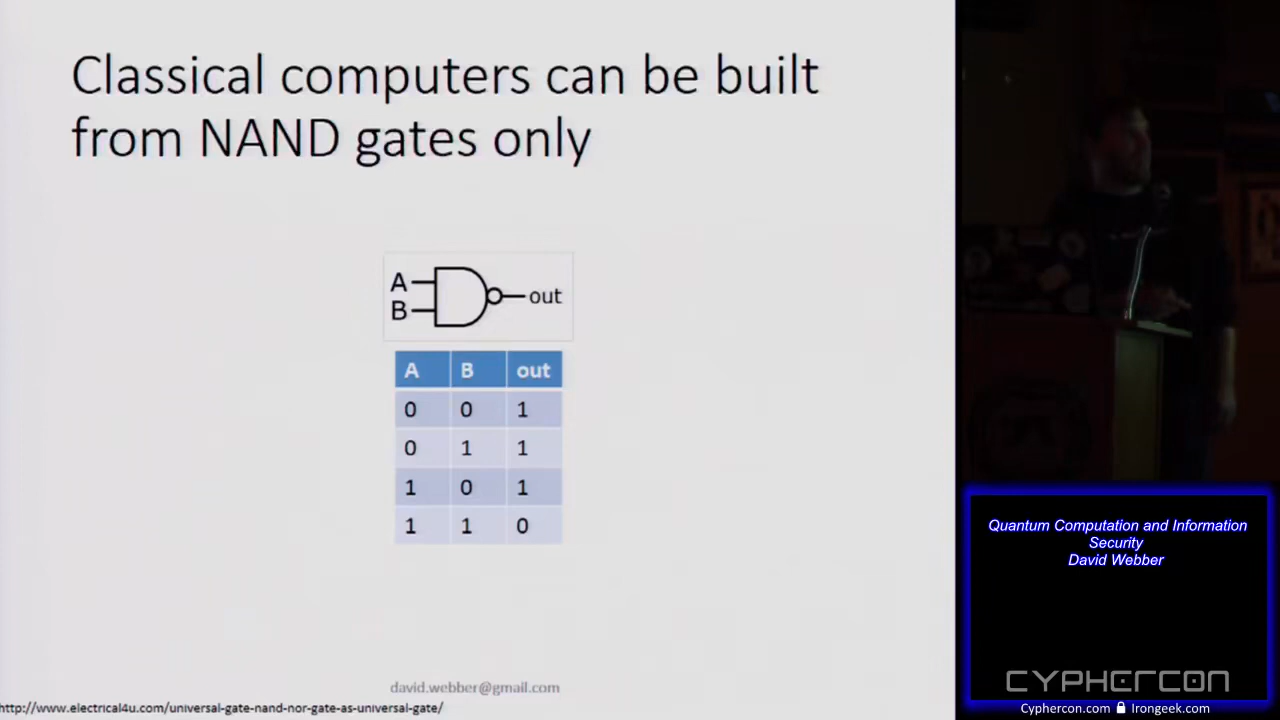 Classical computers can be built
from NAND gates only
A
B
out
A B out
0 0 1
0 1 1
1 0 1
1 1 0
david.webber@gmail.com
http://www.electrical4u.com/universal-gate-nand-nor-gate-as-universal-gate/
Quantum Computation and Information
Security
David Webber
CYPHERCON
Cyphercon.com Irongeek.com